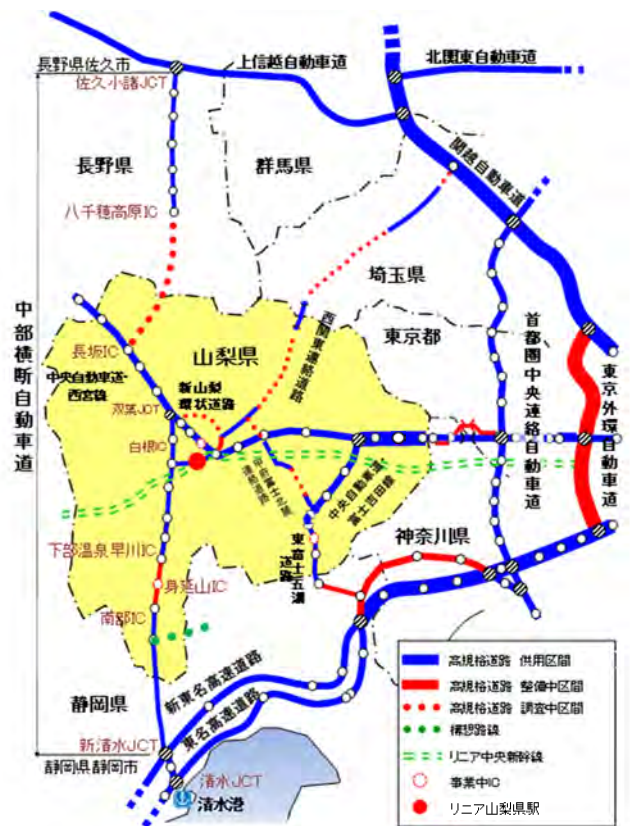 長野県佐久市
佐久小諸JCT
上信越自動車道
北関東自動車道
長野県
群馬県
関越自動車道
八千穂高原IC
埼玉県
中部横断自動車道
山梨県
西関東連絡道路
東京都
首都圏中央連絡自動車道
東京外環自動車道
長坂IC
中央自動車道・
西宮線
新山梨
環状道路
双葉JCT
白根IC
中央自動車道・
富士吉田線
下部温泉早川IC
東富士五湖
道路
神奈川県
身延山IC
南部IC
静岡県
新東名高速道路
東名高速道路
新清水JCT
静岡県静岡市
清水JCT
清水港
高規格道路 供用区間
高規格道路 整備中区間
高規格道路 調査中区間
構想路線
リニア中央新幹線
事業中IC
リニア山梨県駅